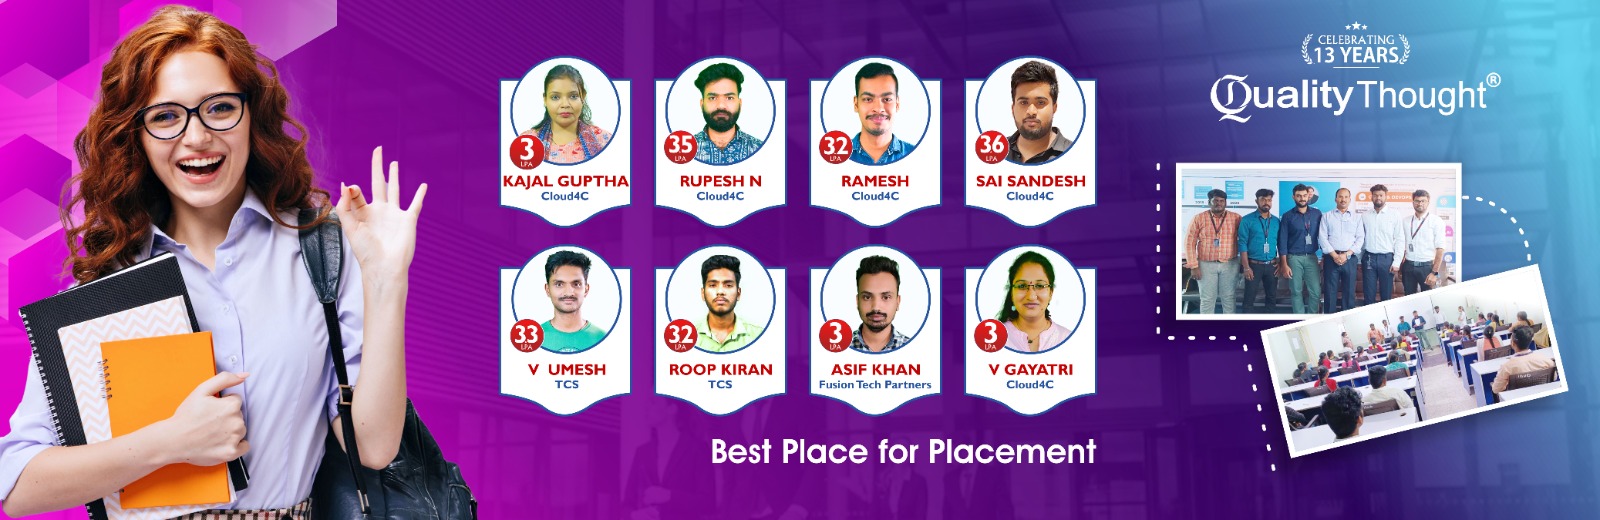 CELEBRATING
13 YEARS
QualityThought®
3
LPA
KAJAL GUPTHA
Cloud4C
35
LPA
RUPESH N
Cloud4C
32
LPA
RAMESH
Cloud4C
36
LPA
SAI SANDESH
Cloud4C
33
LPA
V UMESH
TCS
32
LPA
ROOP KIRAN
TCS
3
LPA
ASIF KHAN
Fusion Tech Partners
3
LPA
V GAYATRI
Cloud4C
Best Place for Placement